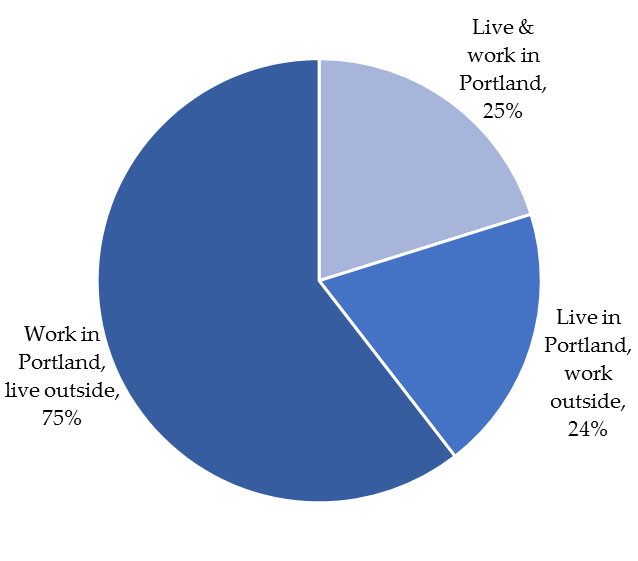 Live &
work in
Portland,
25%
Live in
Portland,
work
outside,
24%
Work in
Portland,
live outside,
75%